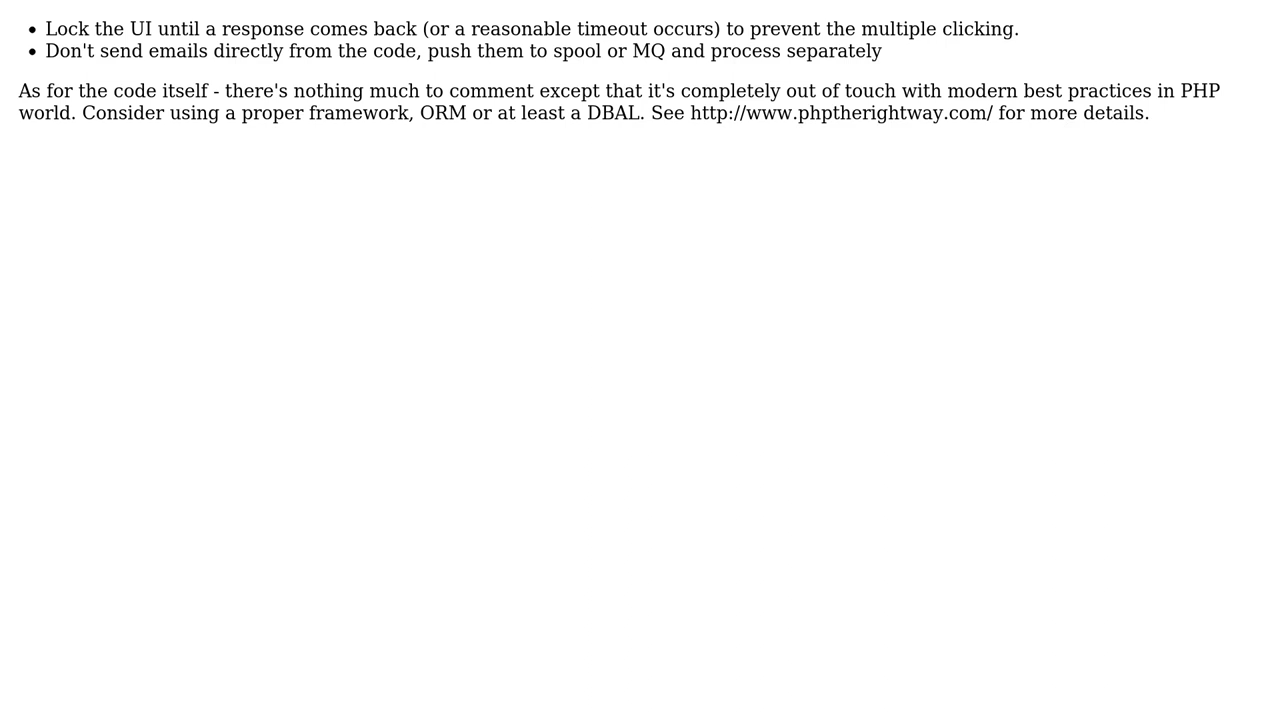 • Lock the UI until a response comes back (or a reasonable timeout occurs) to prevent the multiple clicking.
• Don't send emails directly from the code, push them to spool or MQ and process separately
As for the code itself - there's nothing much to comment except that it's completely out of touch with modern best practices in PHP
world. Consider using a proper framework, ORM or at least a DBAL. See http://www.phptherightway.com/ for more details.